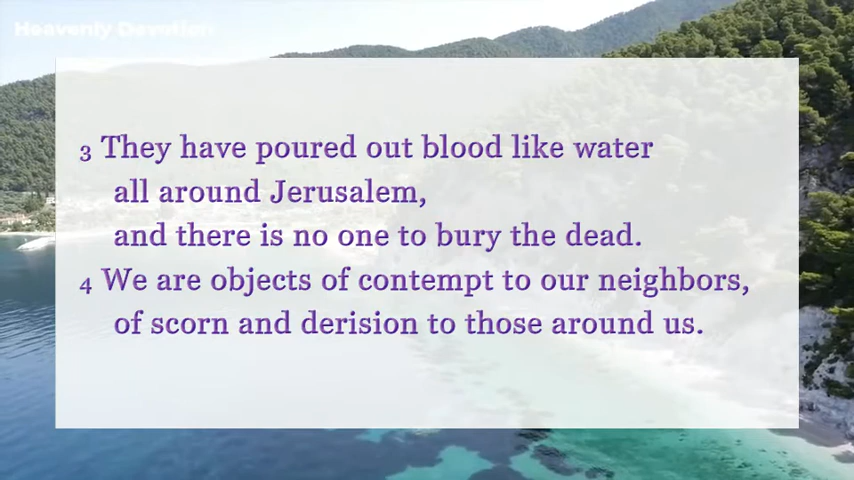 Heavenly Devotion
3 They have poured out blood like water
all around Jerusalem,
and there is no one to bury the dead.
4 We are objects of contempt to our neighbors,
of scorn and derision to those around us.